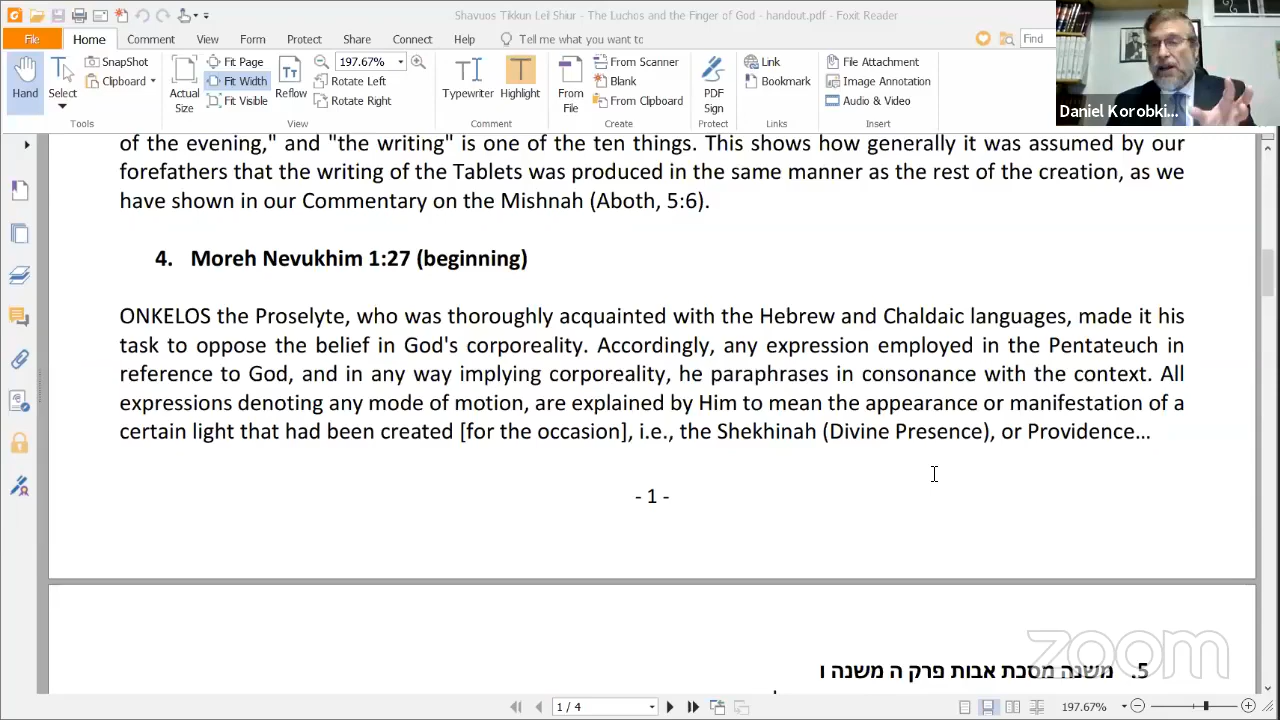 Shavuos Tikkun Leil Shiur - The Luchos and the Finger of God - handout.pdf - Foxit Reader
File Home Comment View Form Protect Share Connect Help Tell me what you want to Find
SnapShot Fit Page 197.67% From Scanner Link File Attachment
Clipboard Fit Width Rotate Left Blank Bookmark Image Annotation
Hand Select Actual Size Fit Visible Reflow Rotate Right Typewriter Highlight From File From Clipboard PDF Sign Audio & Video
Tools View Comment Create Protect Links Insert
Daniel Korobki...
of the evening," and "the writing" is one of the ten things. This shows how generally it was assumed by our
forefathers that the writing of the Tablets was produced in the same manner as the rest of the creation, as we
have shown in our Commentary on the Mishnah (Aboth, 5:6).
4. Moreh Nevukhim 1:27 (beginning)
ONKELOS the Proselyte, who was thoroughly acquainted with the Hebrew and Chaldaic languages, made it his
task to oppose the belief in God's corporeality. Accordingly, any expression employed in the Pentateuch in
reference to God, and in any way implying corporeality, he paraphrases in consonance with the context. All
expressions denoting any mode of motion, are explained by Him to mean the appearance or manifestation of a
certain light that had been created [for the occasion], i.e., the Shekhinah (Divine Presence), or Providence…
- 1 -
5. משנה מסכת אבות פרק ה משנה ו
zoom
1 / 4 197.67%